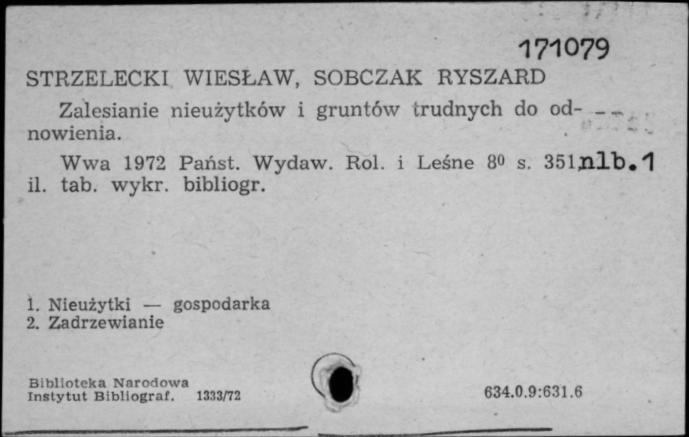 171079
STRZELECKI WIESŁAW, SOBCZAK RYSZARD
Zalesianie nieużytków i gruntów trudnych do od-
nowienia.
Wwa 1972 Państ. Wydaw. Rol. i Leśne 8⁰ s. 351,nlb.1
il. tab. wykr. bibliogr.
1. Nieużytki — gospodarka
2. Zadrzewianie
Biblioteka Narodowa
Instytut Bibliograf. 1333/72
634.0.9:631.6